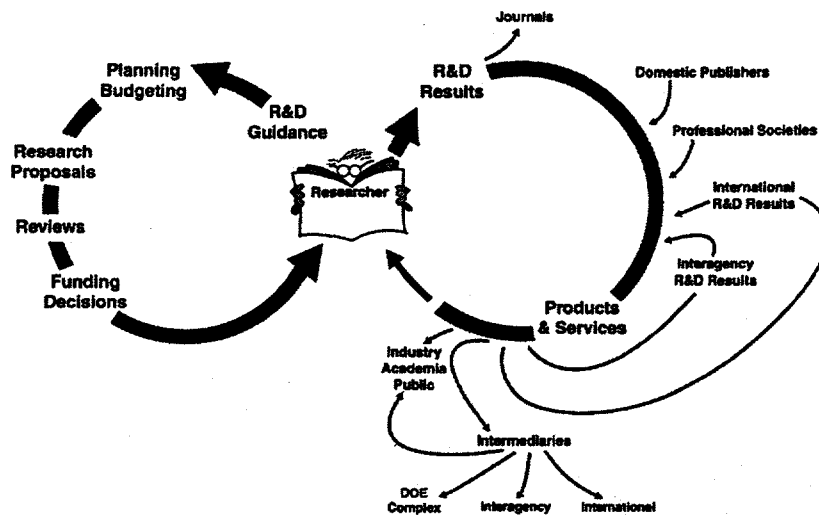 Journals
Planning
Budgeting
R&D
Results
Domestic Publishers
R&D
Guidance
Professional Societies
Research
Proposals
Researcher
International
R&D Results
Reviews
Interagency
R&D Results
Funding
Decisions
Products
& Services
Industry
Academia
Public
Intermediaries
DOE
Complex
Interagency
International